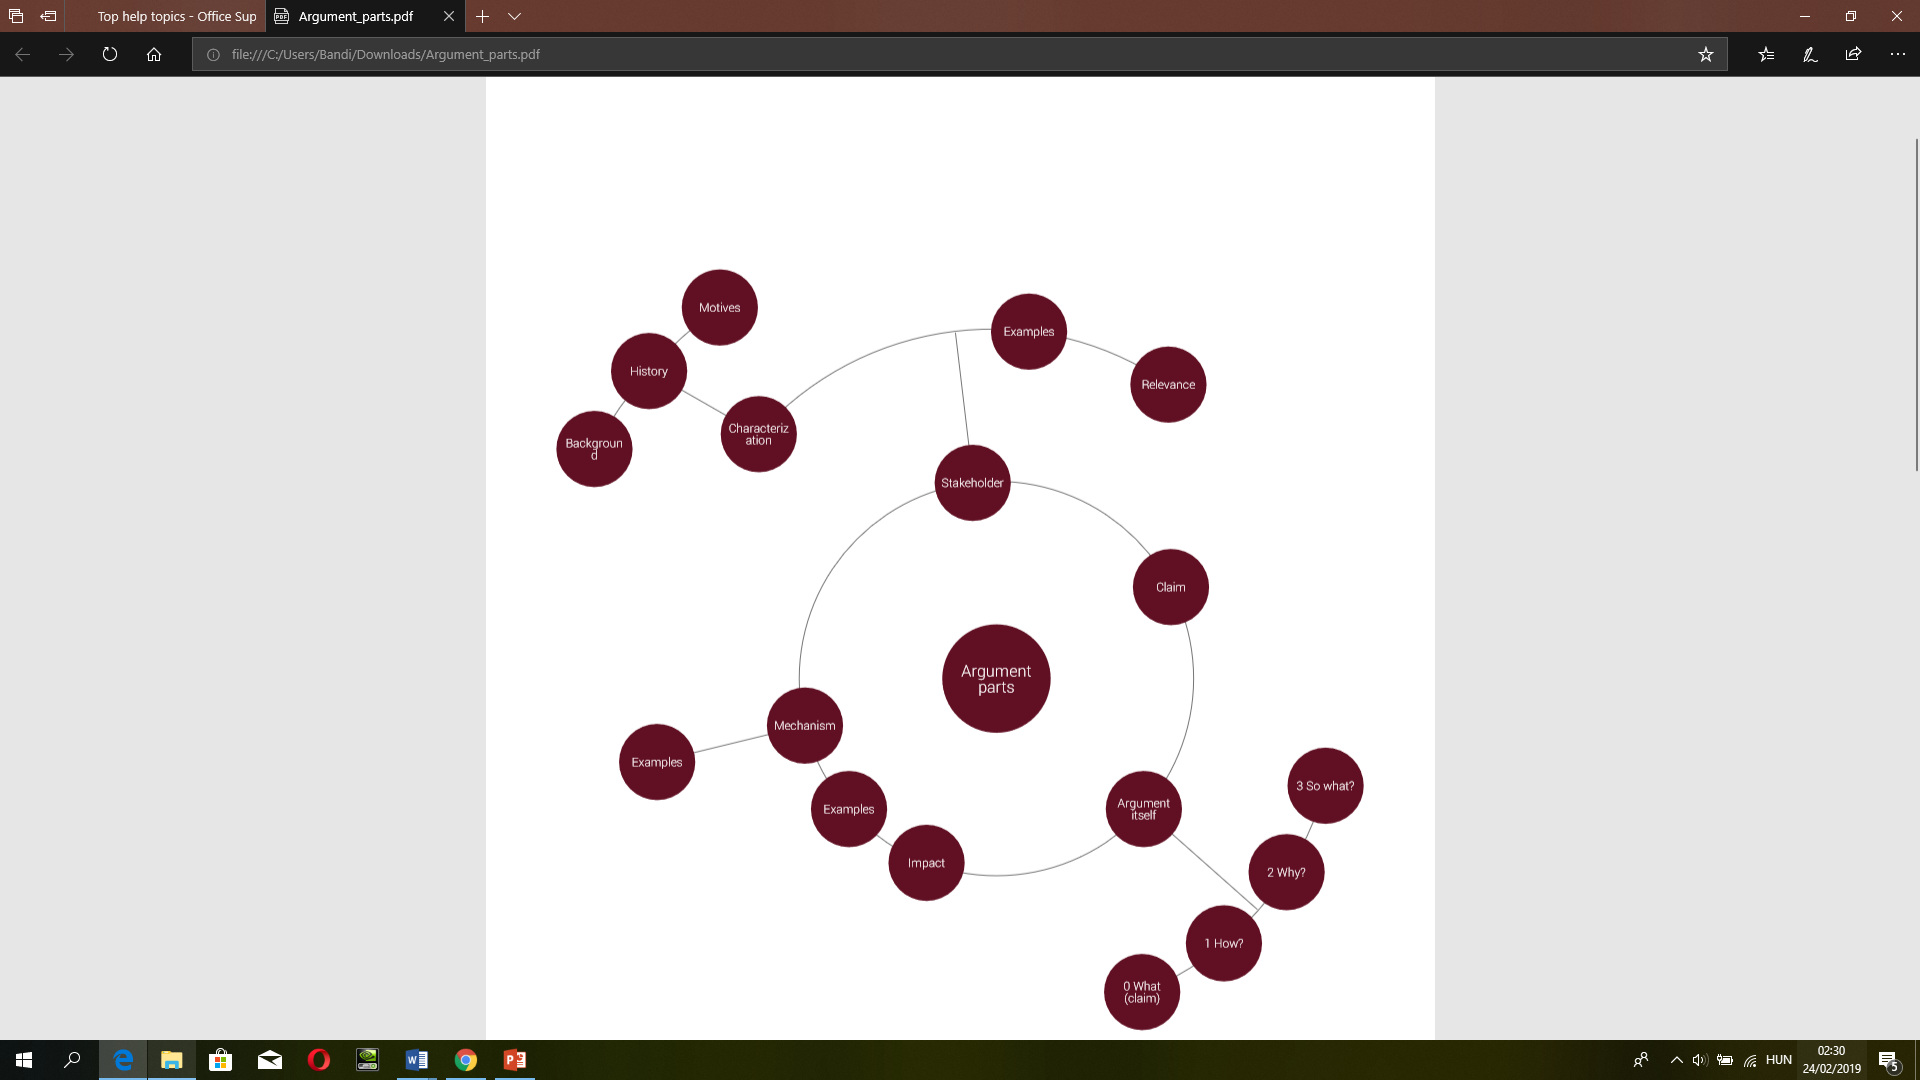 Top help topics - Office Sup
Argument_parts.pdf
file:///C:/Users/Bandi/Downloads/Argument_parts.pdf
Motives
Examples
History
Relevance
Characteriz
ation
Backgroun
d
Stakeholder
Claim
Argument
parts
Mechanism
Examples
3 So what?
Examples
Argument
itself
Impact
2 Why?
1 How?
0 What
(claim)
HUN
02:30
24/02/2019
5